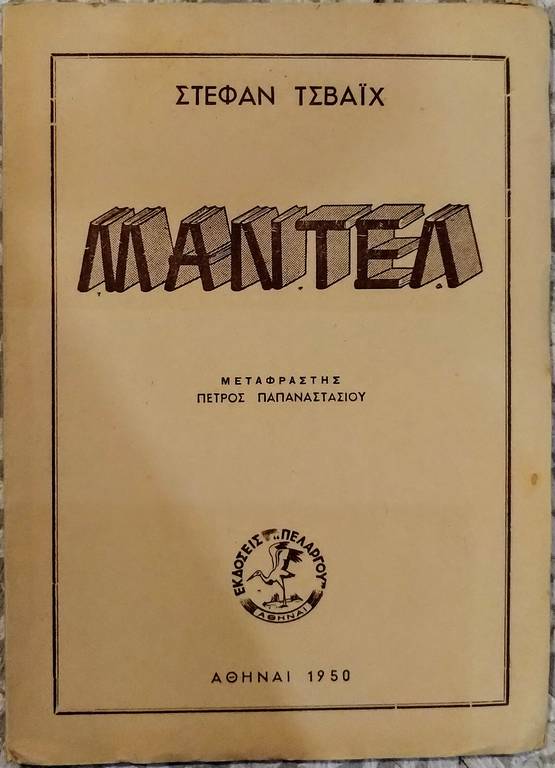 ΣΤΕΦΑΝ ΤΣΒΑΪΧ
ΜΑΝΤΕΛ
ΜΕΤΑΦΡΑΣΤΗΣ
ΠΕΤΡΟΣ ΠΑΠΑΝΑΣΤΑΣΙΟΥ
ΕΚΔΟΣΕΙΣ „ΠΕΛΑΡΓΟΥ"
ΑΘΗΝΑΙ
ΑΘΗΝΑΙ 1950